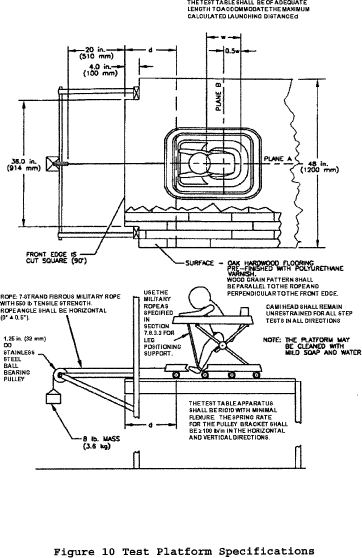 THE TEST TABLE SHALL BE OF ADEQUATE
LENGTH TO ACCOMMODATE THE MAXIMUM
CALCULATED LAUNCHING DISTANCE d
20 in.
(510 mm)
d
4.0 in.
(100 mm)
w
0.5w
PLANE B
PLANE A
36.0 in.
(914 mm)
48 in.
(1200 mm)
FRONT EDGE IS
CUT SQUARE (90°)
SURFACE - OAK HARDWOOD FLOORING
PRE-FINISHED WITH POLYURETHANE
VARNISH.
WOOD GRAIN PATTERN SHALL
BE PARALLEL TO THE ROPE AND
PERPENDICULAR TO THE FRONT EDGE.
ROPE: 7-STRAND FIBROUS MILITARY ROPE
WITH 550 lb TENSILE STRENGTH.
ROPE ANGLE SHALL BE HORIZONTAL
(0° ± 0.5°).
USE THE
MILITARY
ROPE AS
SPECIFIED
IN
SECTION
7.6.3.3 FOR
LEG
POSITIONING
SUPPORT.
CAMI HEAD SHALL REMAIN
UNRESTRAINED FOR ALL STEP
TESTS IN ALL DIRECTIONS
NOTE: THE PLATFORM MAY
BE CLEANED WITH
MILD SOAP AND WATER
1.25 in. (32 mm)
OD
STAINLESS
STEEL
BALL
BEARING
PULLEY
8 lb. MASS
(3.6 kg)
d
THE TEST TABLE APPARATUS
SHALL BE RIGID WITH MINIMAL
FLEXURE. THE SPRING RATE
FOR THE PULLEY BRACKET SHALL
BE ≥ 100 lb/in IN THE HORIZONTAL
AND VERTICAL DIRECTIONS.
Figure 10 Test Platform Specifications